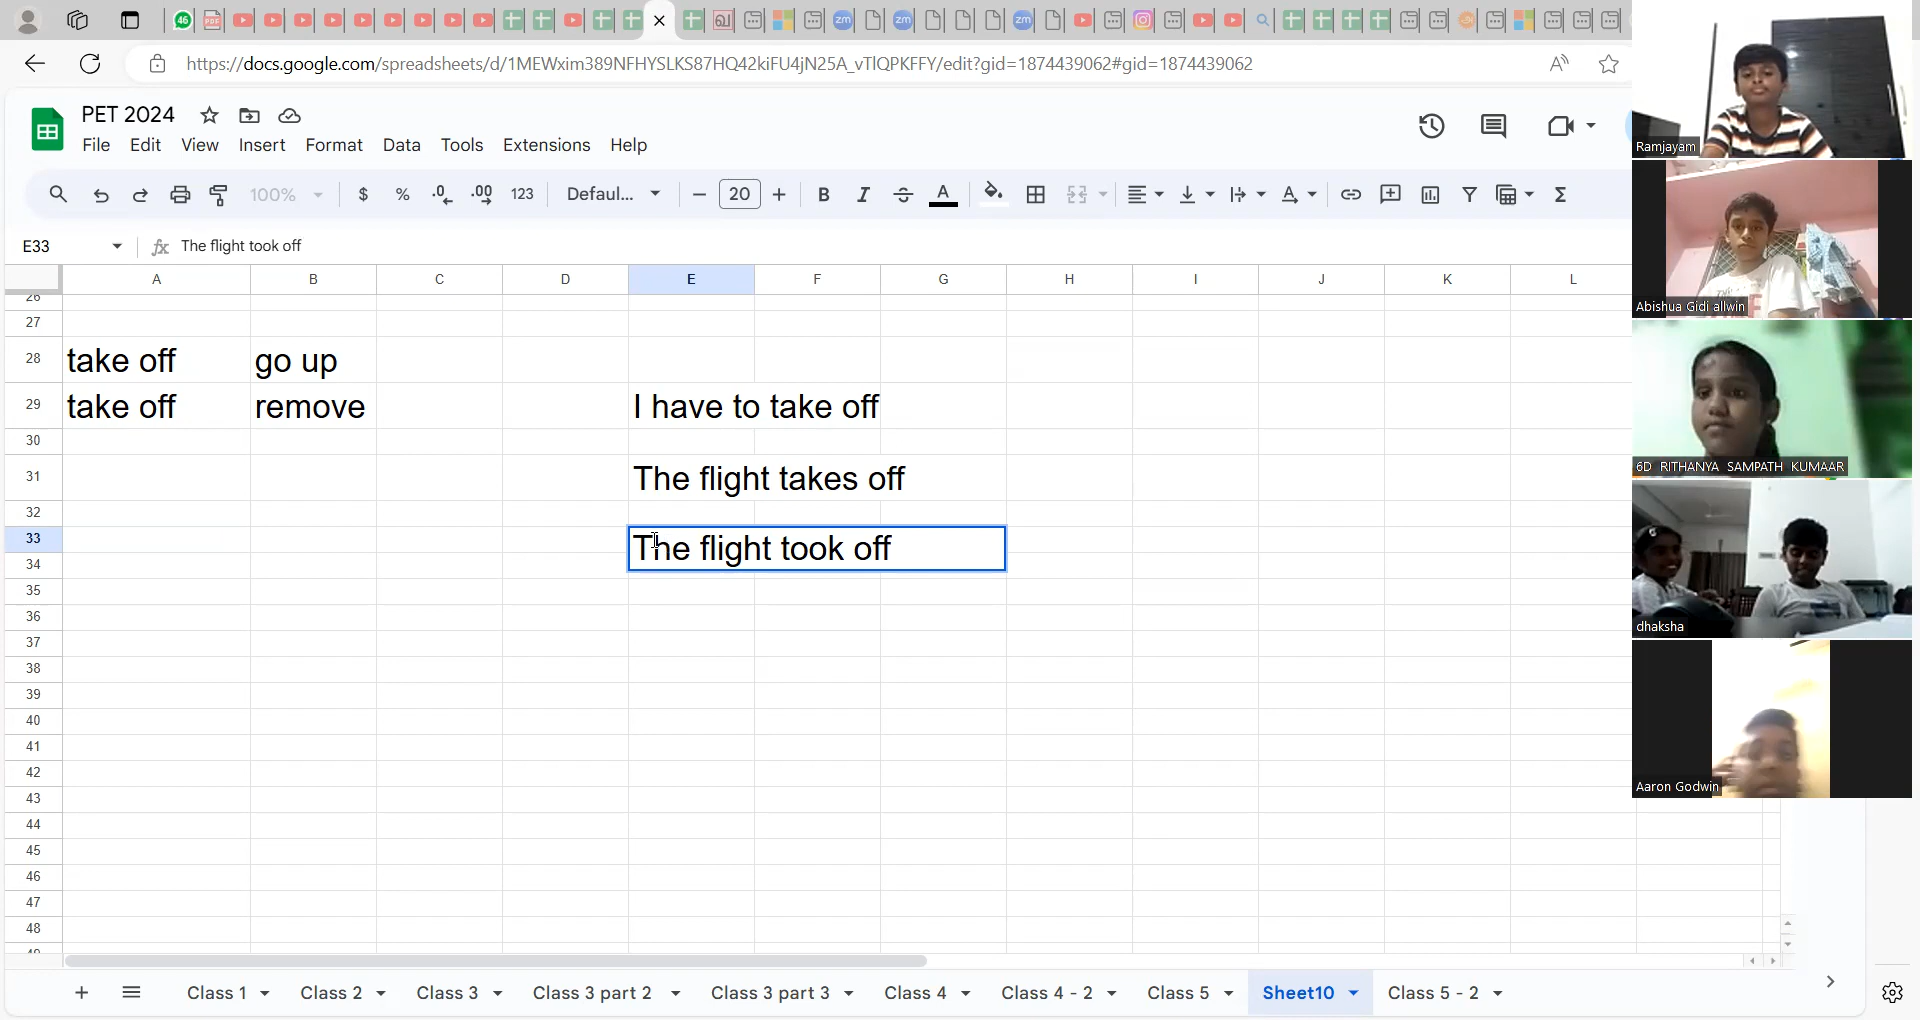 46
https://docs.google.com/spreadsheets/d/1MEWxim389NFHYSLKS87HQ42kiFU4jN25A_vTlQPKFFY/edit?gid=1874439062#gid=1874439062
PET 2024
File Edit View Insert Format Data Tools Extensions Help
100% $ % .0 .00 123 Defaul... 20 B I S A
E33 fx The flight took off
A B C D E F G H I J K L
26
27
28 take off go up
29 take off remove I have to take off
30
31 The flight takes off
32
33 The flight took off
34
35
36
37
38
39
40
41
42
43
44
45
46
47
48
49
Class 1 Class 2 Class 3 Class 3 part 2 Class 3 part 3 Class 4 Class 4 - 2 Class 5 Sheet10 Class 5 - 2
Ramjayam
Abishua Gidi allwin
6D RITHANYA SAMPATH KUMAAR
dhaksha
Aaron Godwin